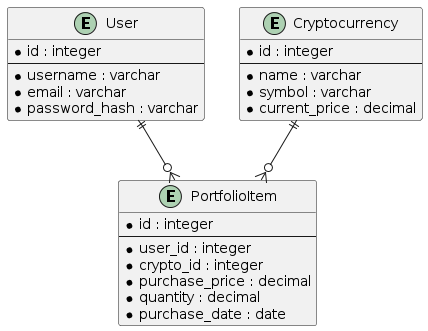 E User
* id : integer
* username : varchar
* email : varchar
* password_hash : varchar
E Cryptocurrency
* id : integer
* name : varchar
* symbol : varchar
* current_price : decimal
E PortfolioItem
* id : integer
* user_id : integer
* crypto_id : integer
* purchase_price : decimal
* quantity : decimal
* purchase_date : date